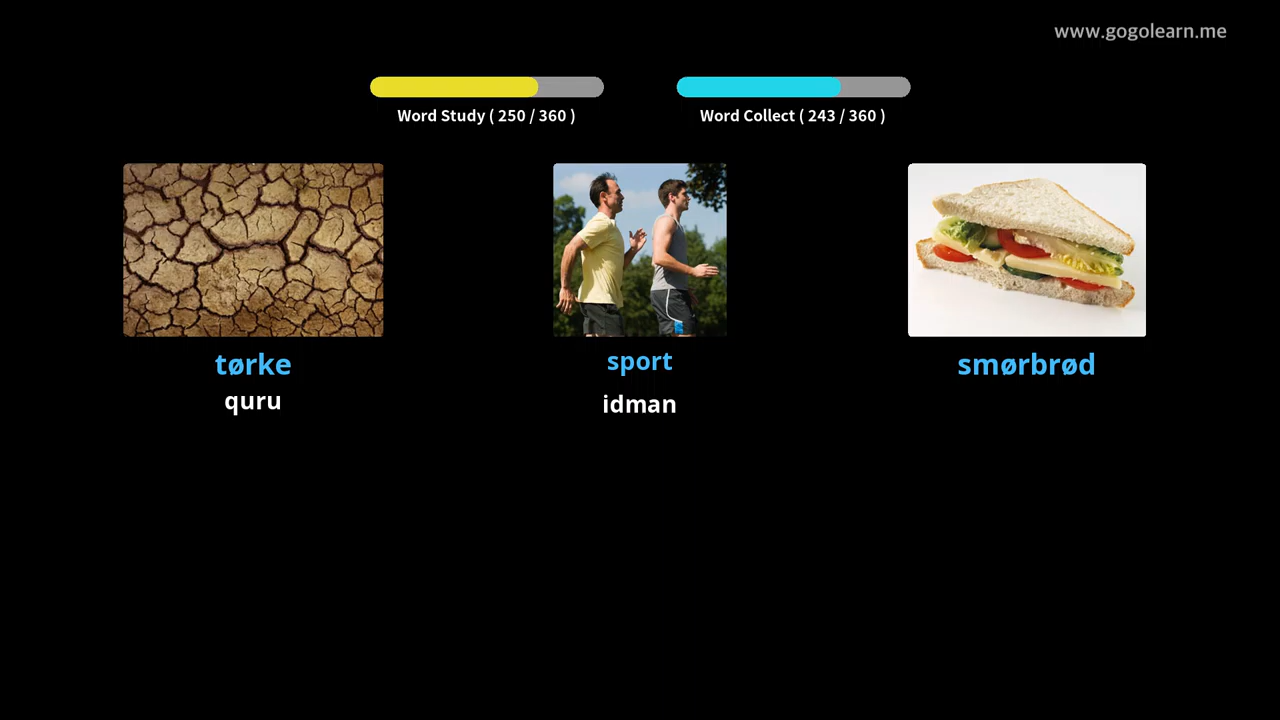 www.gogolearn.me
Word Study ( 250 / 360 )
Word Collect ( 243 / 360 )
tørke
sport
smørbrød
quru
idman